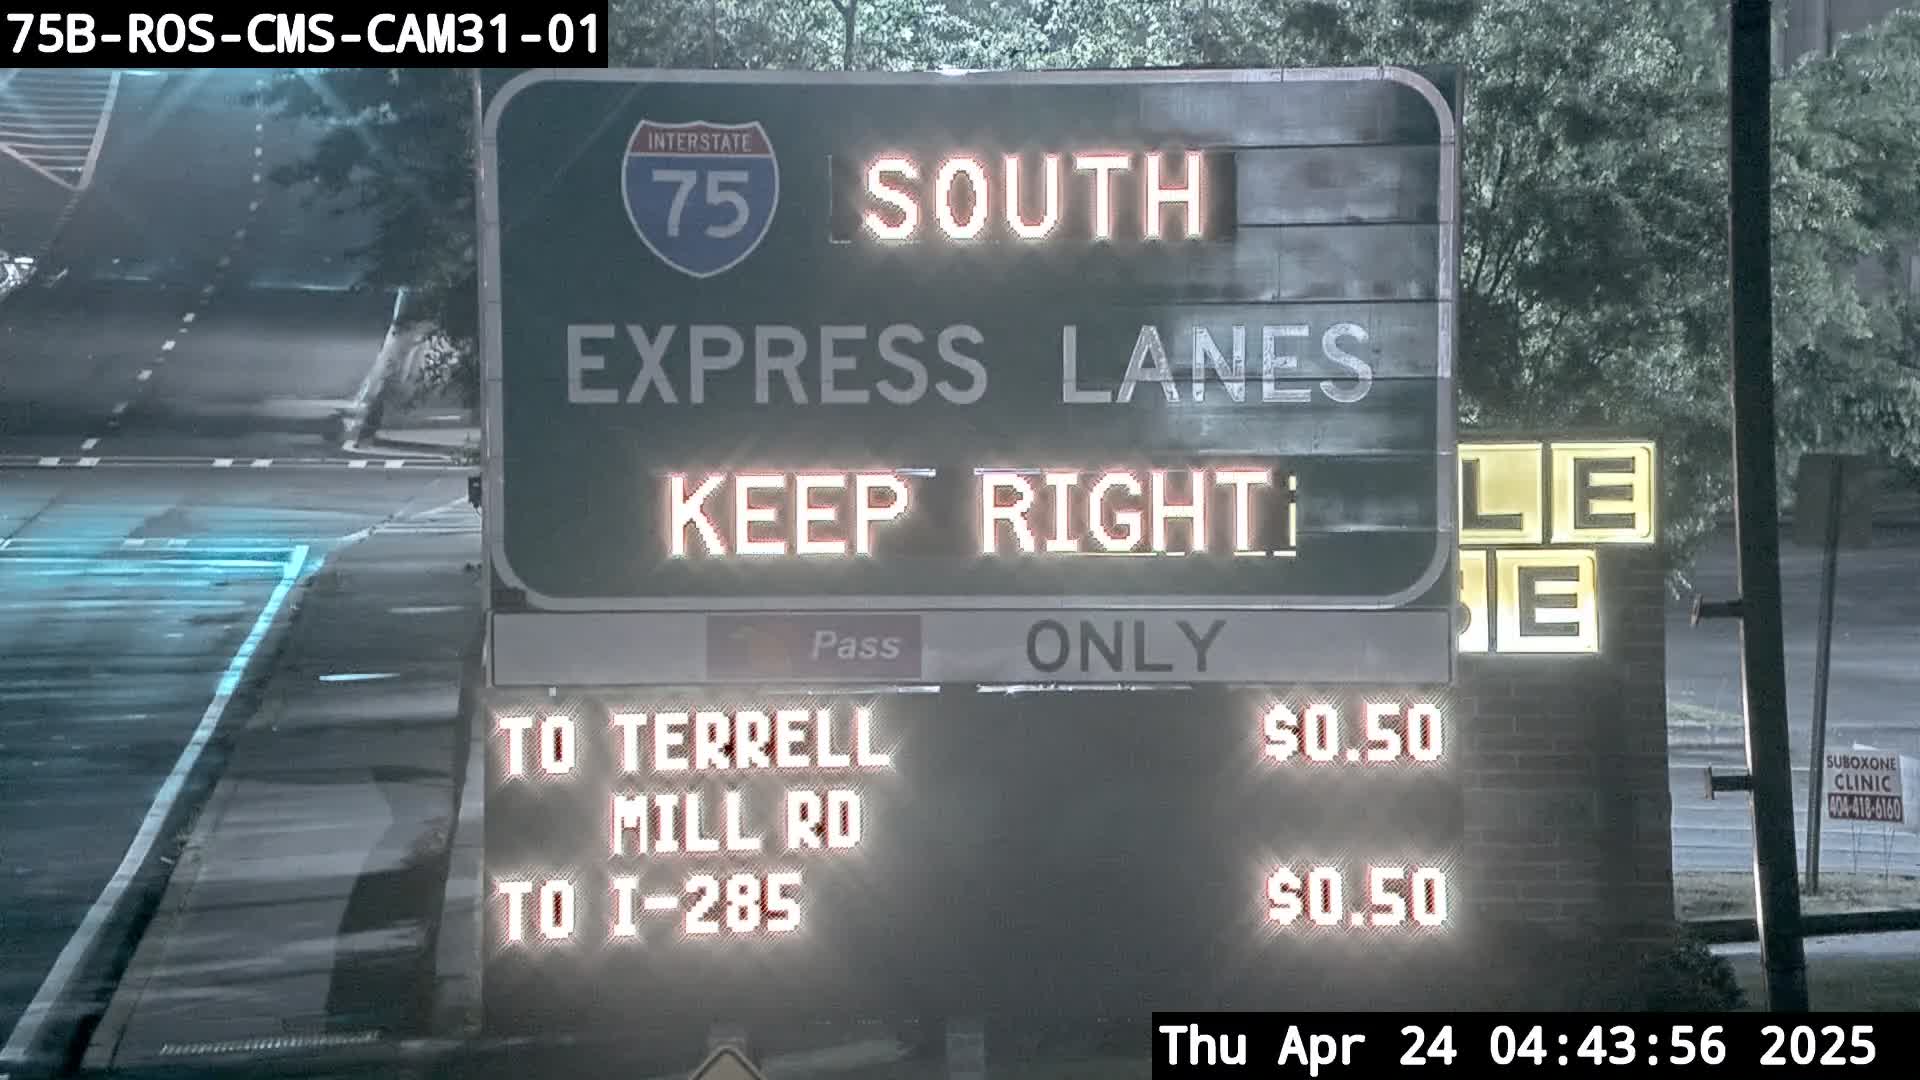 75B-ROS-CMS-CAM31-01
INTERSTATE
75
SOUTH
EXPRESS LANES
KEEP RIGHT
LE
E
Pass ONLY
TO TERRELL $0.50
MILL RD
TO I-285 $0.50
SUBOXONE
CLINIC
404-418-6160
Thu Apr 24 04:43:56 2025